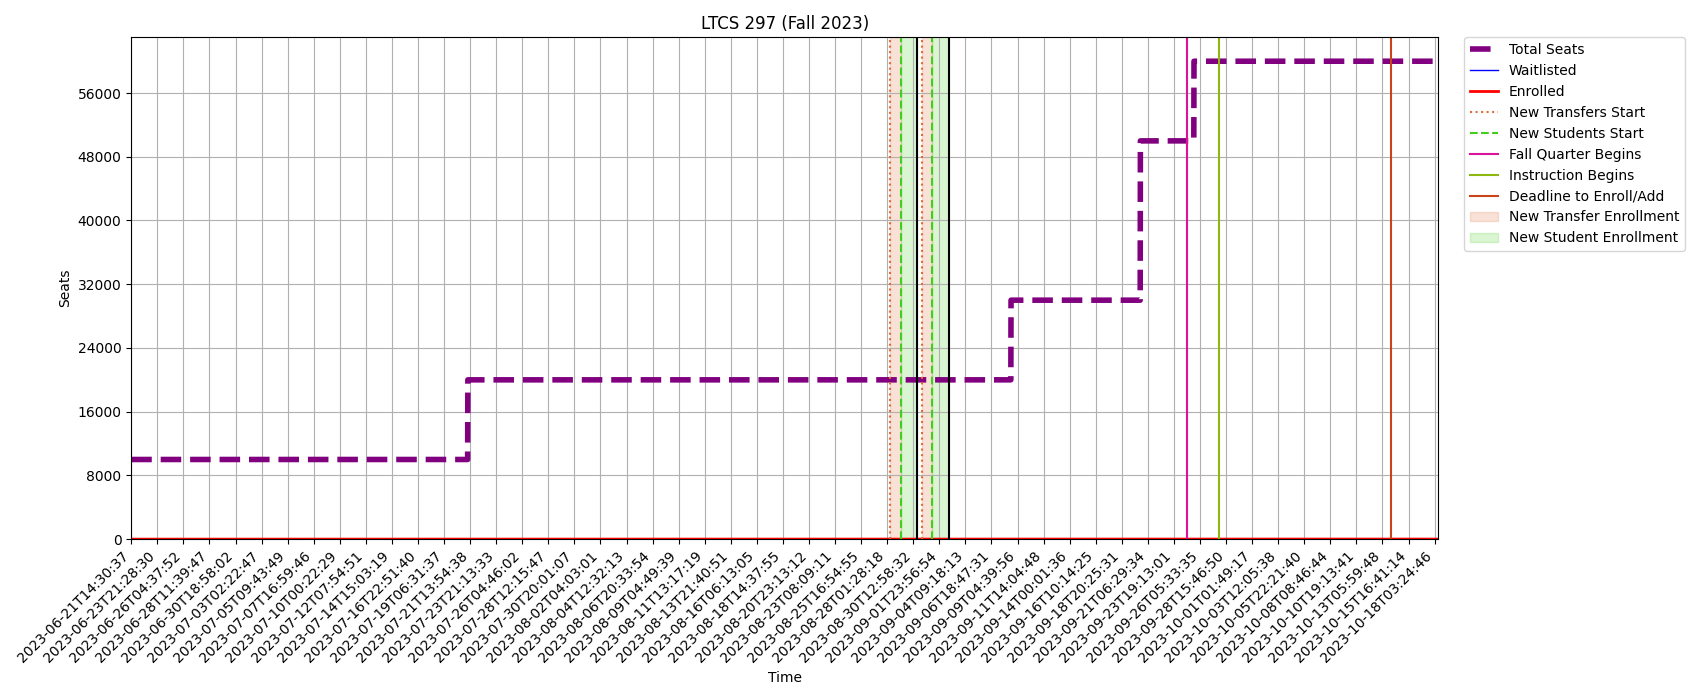 LTCS 297 (Fall 2023)
Total Seats
Waitlisted
Enrolled
New Transfers Start
New Students Start
Fall Quarter Begins
Instruction Begins
Deadline to Enroll/Add
New Transfer Enrollment
New Student Enrollment
Seats
56000
48000
40000
32000
24000
16000
8000
0
2023-06-21T14:30:37
2023-06-23T21:28:30
2023-06-26T04:37:52
2023-06-28T11:39:47
2023-06-30T18:58:02
2023-07-03T02:22:47
2023-07-05T09:43:49
2023-07-07T16:59:46
2023-07-10T00:22:29
2023-07-12T07:54:51
2023-07-14T15:03:19
2023-07-16T22:51:40
2023-07-19T06:31:37
2023-07-21T13:54:38
2023-07-23T21:13:33
2023-07-26T04:46:02
2023-07-28T12:15:47
2023-07-30T20:01:07
2023-08-02T04:03:01
2023-08-04T12:32:13
2023-08-06T20:33:54
2023-08-09T04:49:39
2023-08-11T13:17:19
2023-08-13T21:40:51
2023-08-16T06:13:05
2023-08-18T14:37:55
2023-08-20T23:13:12
2023-08-23T08:09:11
2023-08-25T16:54:55
2023-08-28T01:28:18
2023-08-30T12:58:32
2023-09-01T23:56:54
2023-09-04T09:18:13
2023-09-06T18:47:31
2023-09-09T04:39:56
2023-09-11T14:04:48
2023-09-14T00:01:36
2023-09-16T10:14:25
2023-09-18T20:25:31
2023-09-21T06:29:34
2023-09-23T19:13:01
2023-09-26T05:33:35
2023-09-28T15:46:50
2023-10-01T01:49:17
2023-10-03T12:05:38
2023-10-05T22:21:40
2023-10-08T08:46:44
2023-10-10T19:13:41
2023-10-13T05:59:48
2023-10-15T16:41:14
2023-10-18T03:24:46
Time